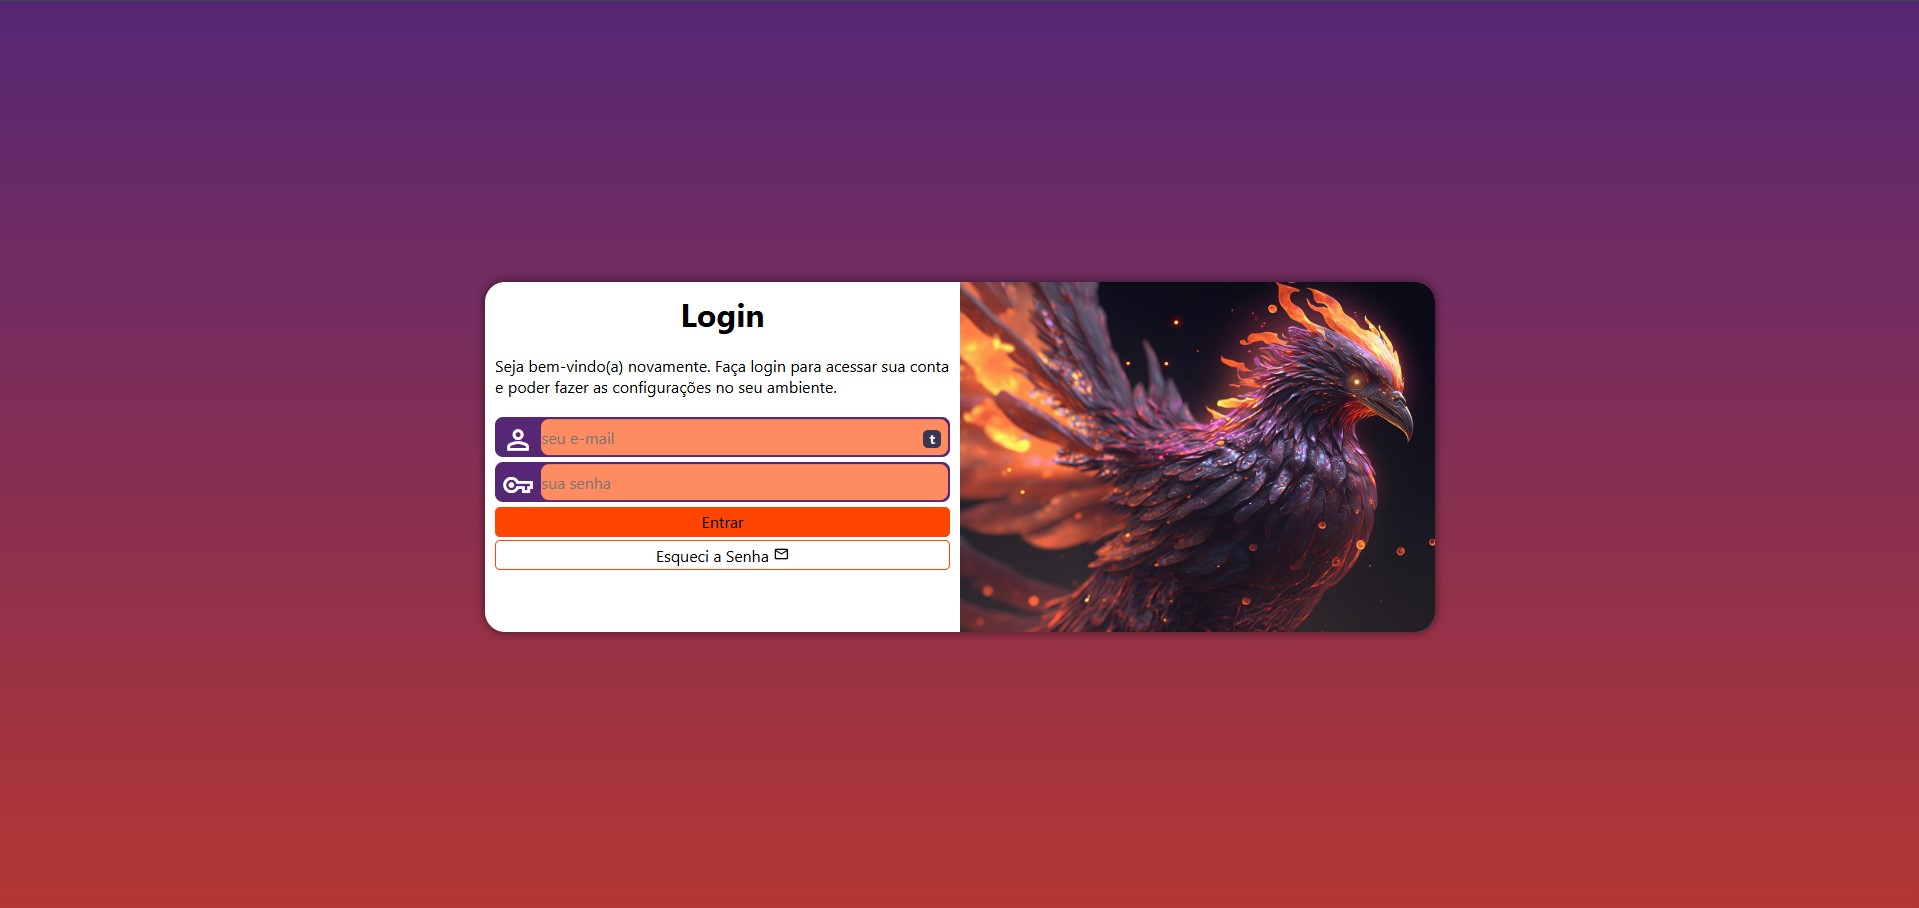 Login
Seja bem-vindo(a) novamente. Faça login para acessar sua conta
e poder fazer as configurações no seu ambiente.
seu e-mail
t
sua senha
Entrar
Esqueci a Senha